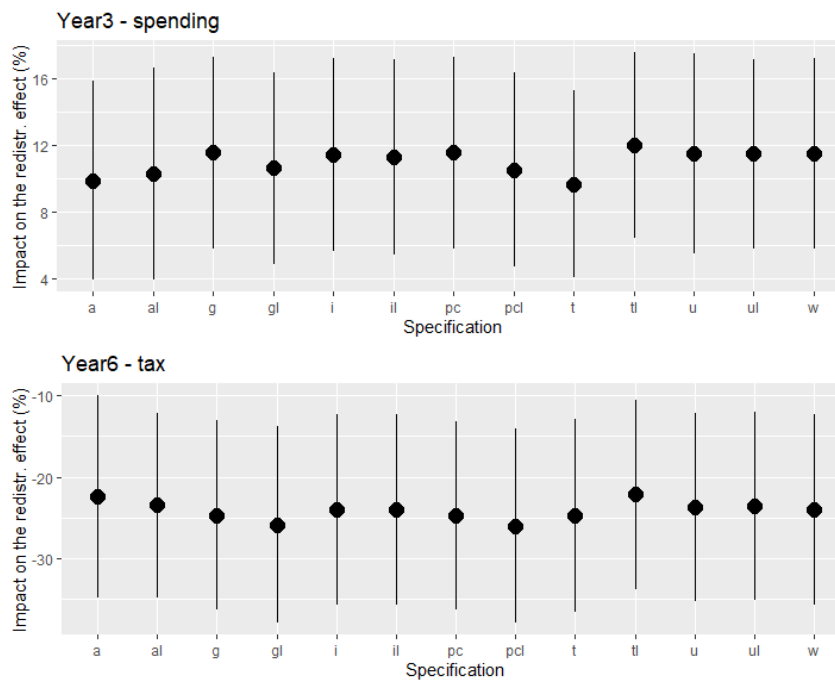 Year3 - spending
Impact on the redistr. effect (%)
16
12
8
4
a al g gl i il pc pcl t tl u ul w
Specification
Year6 - tax
Impact on the redistr. effect (%)
-10
-20
-30
a al g gl i il pc pcl t tl u ul w
Specification